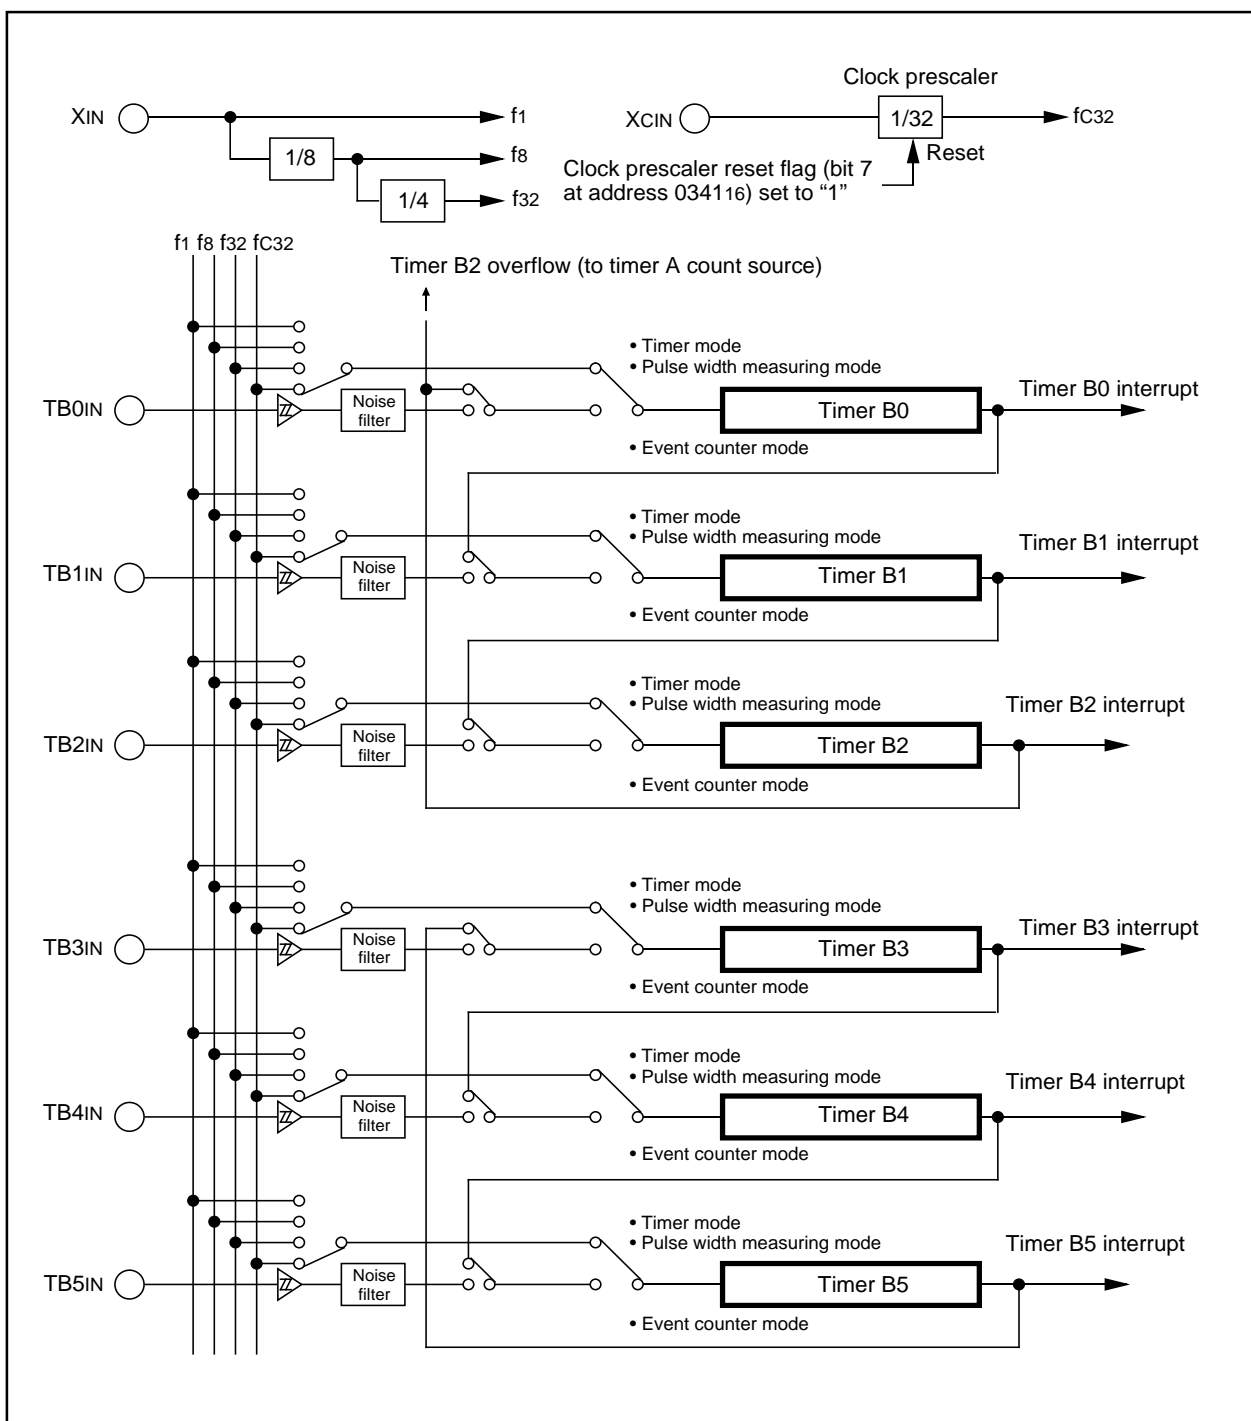 Clock prescaler
XIN
f1
XCIN
1/32
fC32
1/8
f8
Reset
Clock prescaler reset flag (bit 7
at address 034116) set to “1”
1/4
f32
f1 f8 f32 fC32
Timer B2 overflow (to timer A count source)
• Timer mode
• Pulse width measuring mode
TB0IN
Noise
filter
Timer B0
Timer B0 interrupt
• Event counter mode
• Timer mode
• Pulse width measuring mode
TB1IN
Noise
filter
Timer B1
Timer B1 interrupt
• Event counter mode
• Timer mode
• Pulse width measuring mode
TB2IN
Noise
filter
Timer B2
Timer B2 interrupt
• Event counter mode
• Timer mode
• Pulse width measuring mode
TB3IN
Noise
filter
Timer B3
Timer B3 interrupt
• Event counter mode
• Timer mode
• Pulse width measuring mode
TB4IN
Noise
filter
Timer B4
Timer B4 interrupt
• Event counter mode
• Timer mode
• Pulse width measuring mode
TB5IN
Noise
filter
Timer B5
Timer B5 interrupt
• Event counter mode